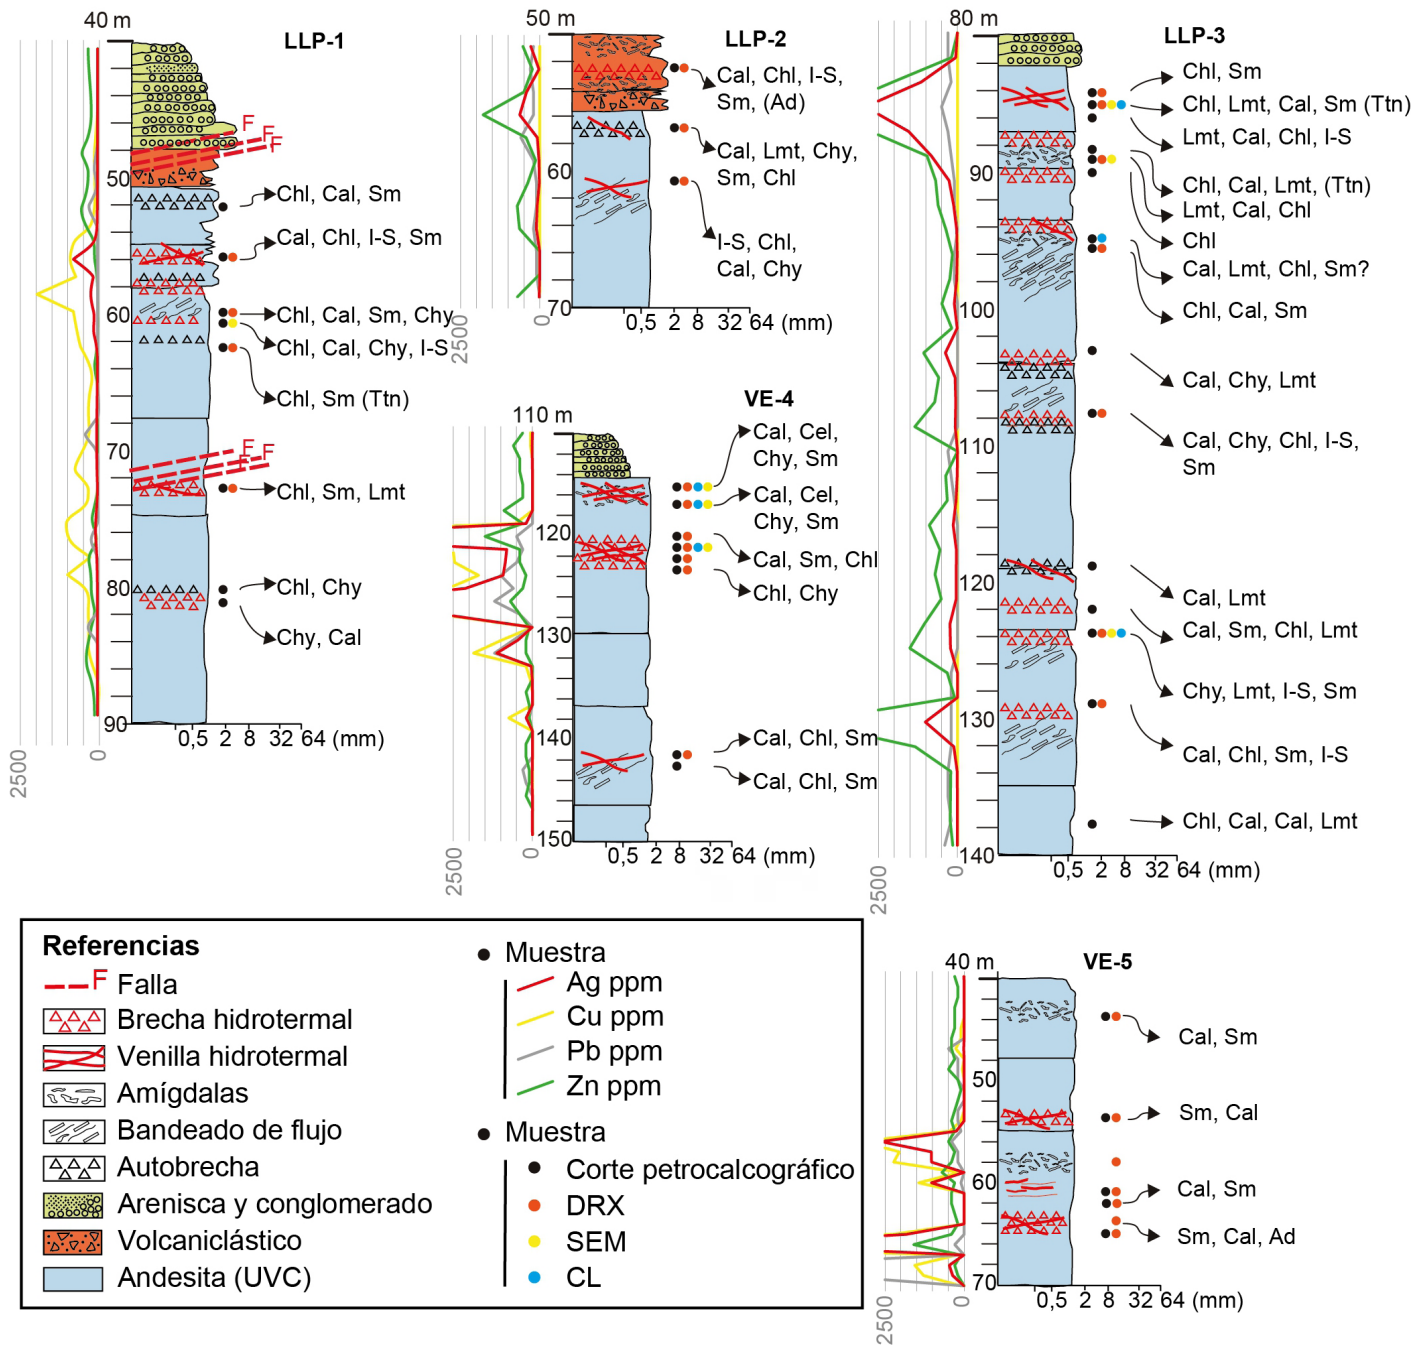 40 m
LLP-1
F
F
F
50
Chl, Cal, Sm
Cal, Chl, I-S, Sm
60
Chl, Cal, Sm, Chy
Chl, Cal, Chy, I-S
Chl, Sm (Ttn)
70
F
F
F
Chl, Sm, Lmt
80
Chl, Chy
Chy, Cal
90
0,5 2 8 32 64 (mm)
2500
0
50 m
LLP-2
Cal, Chl, I-S,
Sm, (Ad)
Cal, Lmt, Chy,
Sm, Chl
60
I-S, Chl,
Cal, Chy
70
0,5 2 8 32 64 (mm)
2500
0
VE-4
110 m
Cal, Cel,
Chy, Sm
Cal, Cel,
Chy, Sm
120
Cal, Sm, Chl
Chl, Chy
130
140
Cal, Chl, Sm
Cal, Chl, Sm
150
0,5 2 8 32 64 (mm)
2500
0
80 m
LLP-3
Chl, Sm
Chl, Lmt, Cal, Sm (Ttn)
Lmt, Cal, Chl, I-S
90
Chl, Cal, Lmt, (Ttn)
Lmt, Cal, Chl
Chl
Cal, Lmt, Chl, Sm?
100
Chl, Cal, Sm
Cal, Chy, Lmt
110
Cal, Chy, Chl, I-S,
Sm
120
Cal, Lmt
Cal, Sm, Chl, Lmt
Chy, Lmt, I-S, Sm
130
Cal, Chl, Sm, I-S
Chl, Cal, Cal, Lmt
140
0,5 2 8 32 64 (mm)
2500
0
40 m
VE-5
Cal, Sm
50
Sm, Cal
60
Cal, Sm
Sm, Cal, Ad
70
0,5 2 8 32 64 (mm)
2500
0
Referencias
F Falla
Brecha hidrotermal
Venilla hidrotermal
Amígdalas
Bandeado de flujo
Autobrecha
Arenisca y conglomerado
Volcaniclástico
Andesita (UVC)
Muestra
Ag ppm
Cu ppm
Pb ppm
Zn ppm
Muestra
Corte petrocalcográfico
DRX
SEM
CL